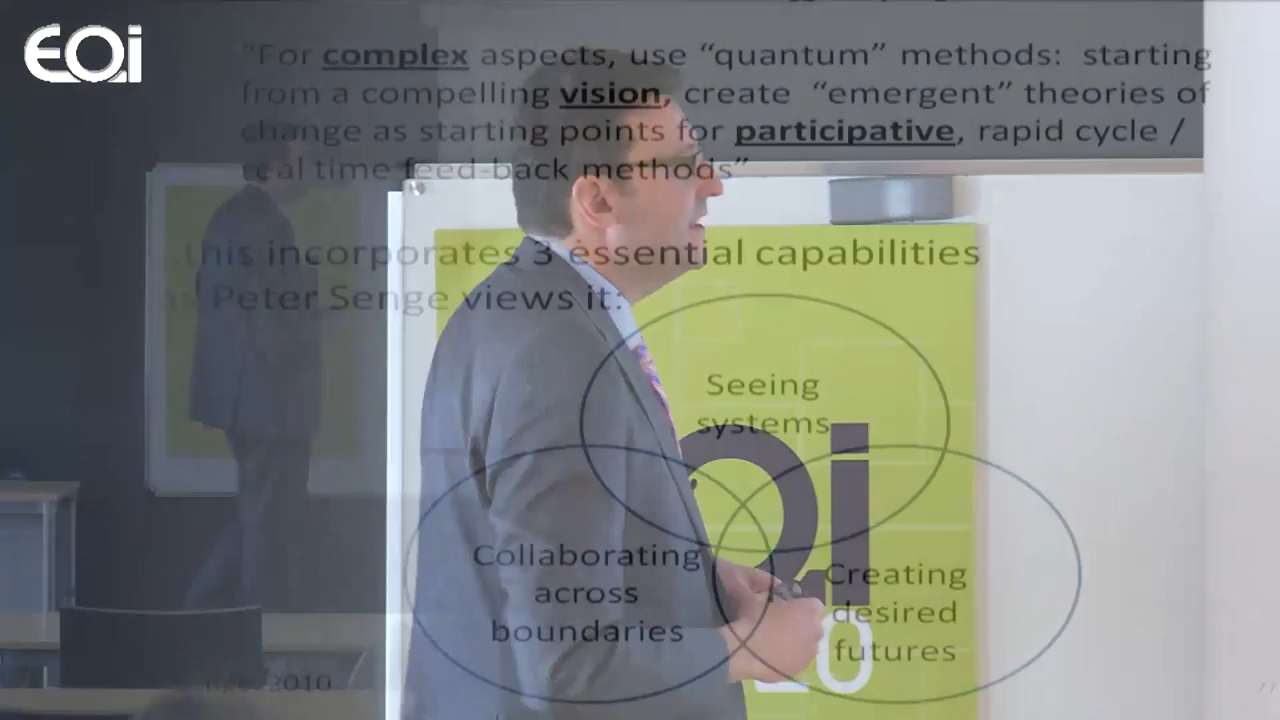 EOi
"For complex aspects, use "quantum" methods: starting
from a compelling vision, create "emergent" theories of
change as starting points for participative, rapid cycle /
real time feed-back methods"
...this incorporates 3 essential capabilities
as Peter Senge views it:
Seeing
systems
Collaborating
across
boundaries
Creating
desired
futures
2010